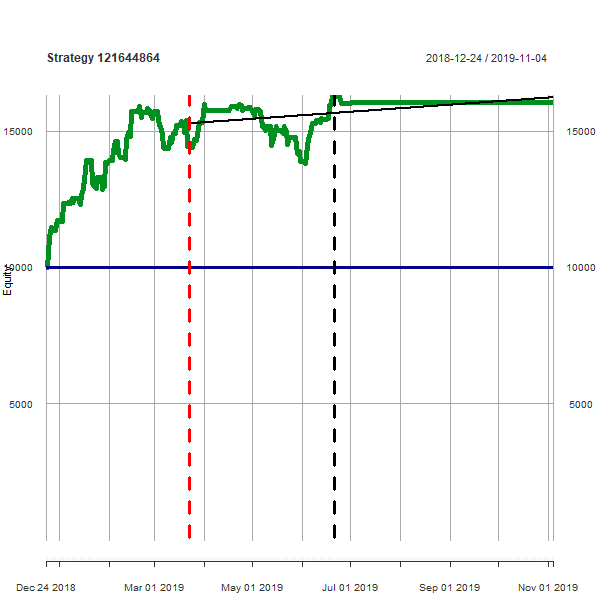 Strategy 121644864
2018-12-24 / 2019-11-04
15000 15000
10000 10000
Equity
5000 5000
Dec 24 2018 Mar 01 2019 May 01 2019 Jul 01 2019 Sep 01 2019 Nov 01 2019